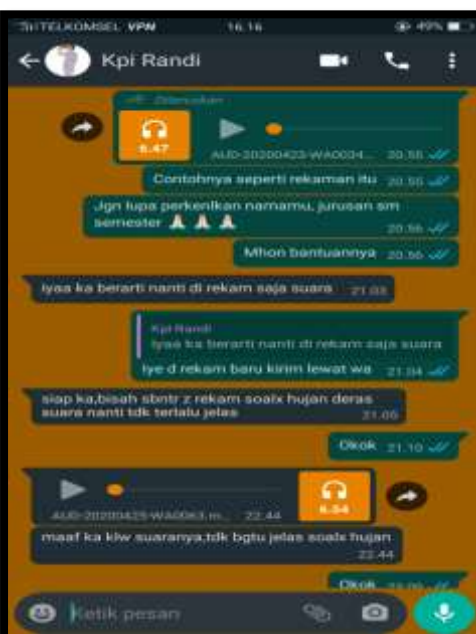 TELKOMSEL VPN 16.16 49%
Kpi Randi
Diteruskan
6.47
AUD-20200423-WA0004... 20.55
Contohnya seperti rekaman itu 20.55
Jgn lupa perkenlkan namamu, jurusan sm
semester 20.56
Mhon bantuannya 20.56
iyaa ka berarti nanti di rekam saja suara 21.03
Kpi Randi
iyaa ka berarti nanti di rekam saja suara
Iye d rekam baru kirim lewat wa 21.04
siap ka,bisah sbntr z rekam soalx hujan deras
suara nanti tdk terlalu jelas 21.05
Okok 21.10
6.54
AUD-20200425-WA0063.m... 22.44
maaf ka klw suaranya,tdk bgtu jelas soalx hujan
22.44
Okok
Ketik pesan